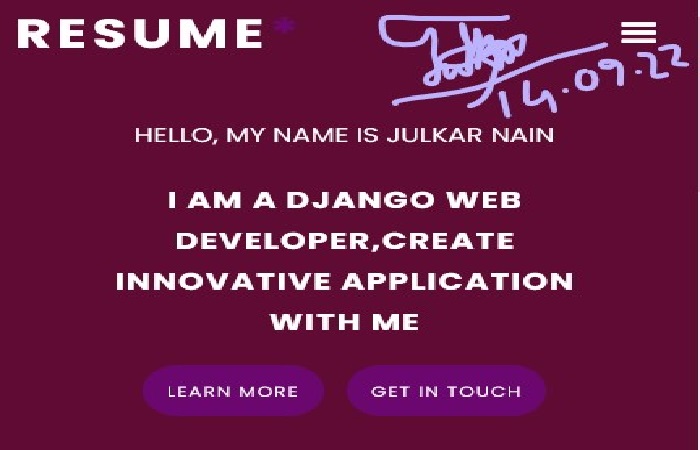 RESUME*
Julkar
14.09.22
HELLO, MY NAME IS JULKAR NAIN
I AM A DJANGO WEB
DEVELOPER,CREATE
INNOVATIVE APPLICATION
WITH ME
LEARN MORE
GET IN TOUCH